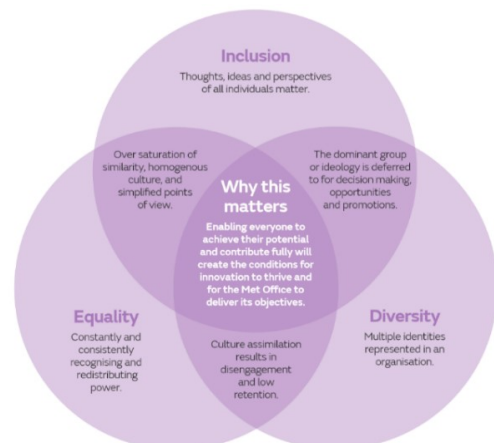 Inclusion
Thoughts, ideas and perspectives
of all individuals matter.
Over saturation of
similarity, homogenous
culture, and
simplified points
of view.
The dominant group
or ideology is deferred
to for decision making,
opportunities
and promotions.
Why this
matters
Enabling everyone to
achieve their potential
and contribute fully will
create the conditions for
innovation to thrive and
for the Met Office to
deliver its objectives.
Equality
Constantly and
consistently
recognising and
redistributing
power.
Culture assimilation
results in
disengagement
and low
retention.
Diversity
Multiple identities
represented in an
organisation.